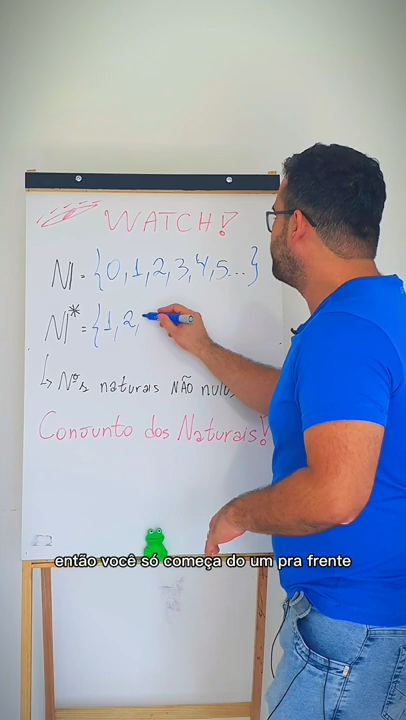 WATCH!
ℕ = {0, 1, 2, 3, 4, 5...}
ℕ* = {1, 2,
↳ Nºs naturais NÃO nulos
Conjunto dos Naturais!
então você só começa do um pra frente